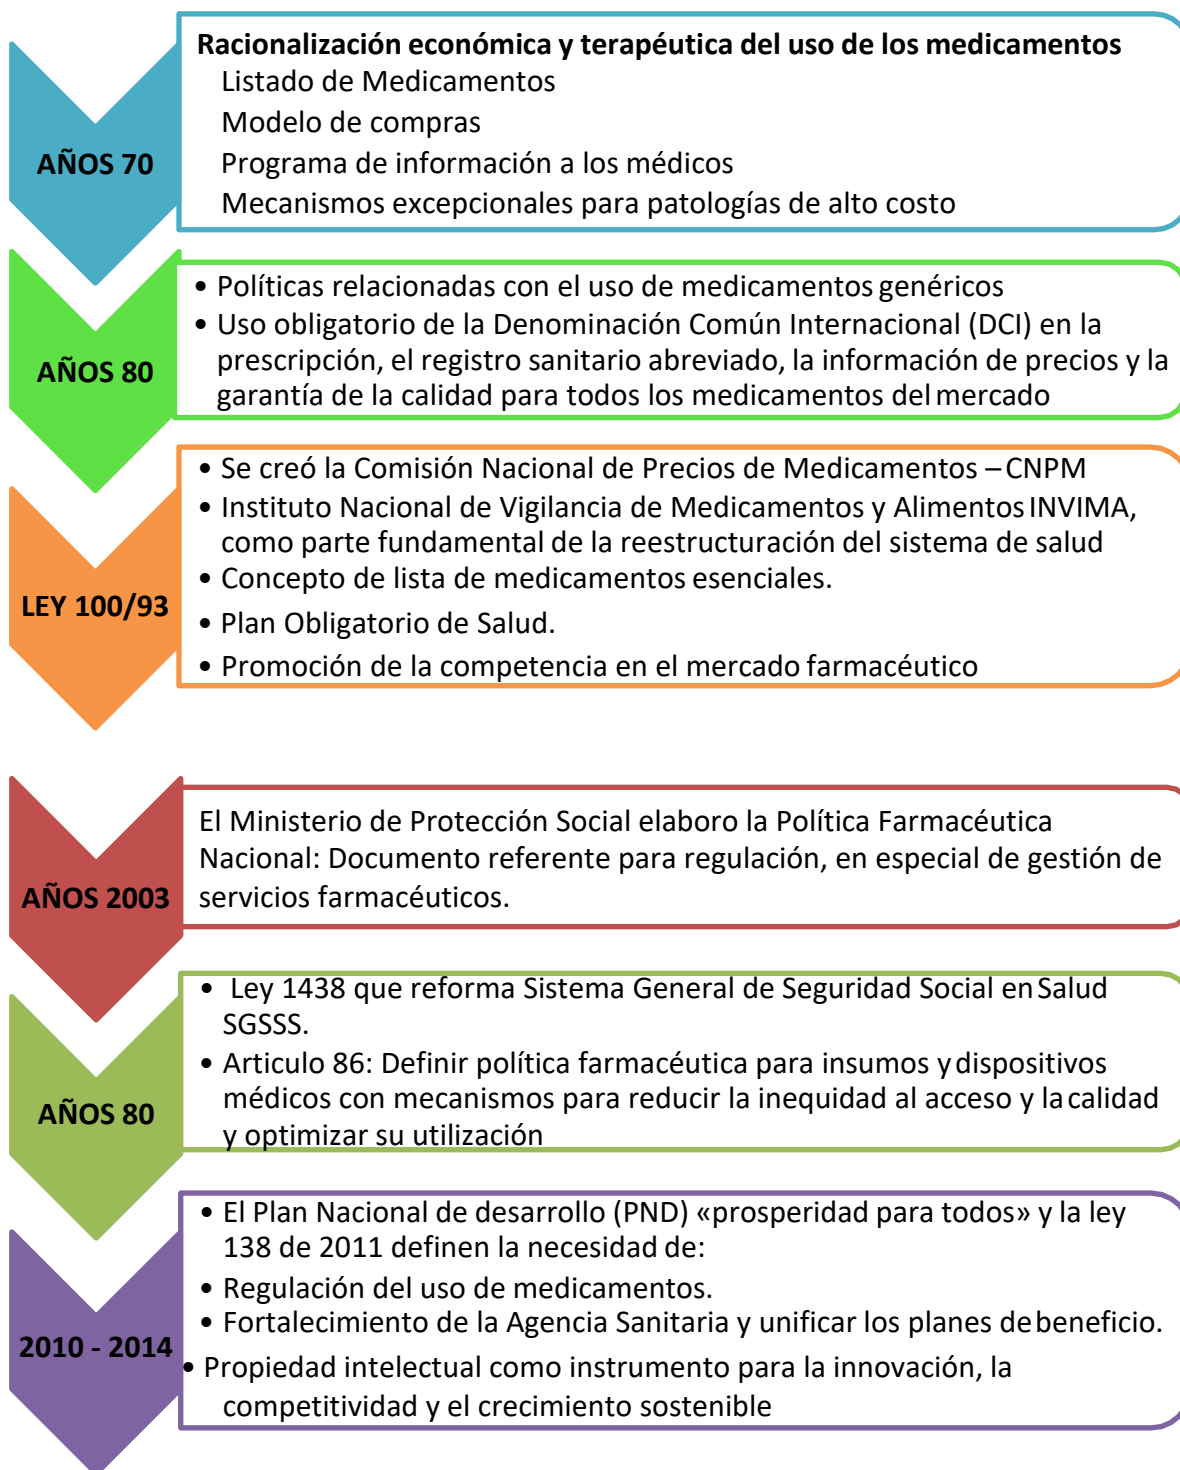 Racionalización económica y terapéutica del uso de los medicamentos
Listado de Medicamentos
Modelo de compras
AÑOS 70
Programa de información a los médicos
Mecanismos excepcionales para patologías de alto costo
• Políticas relacionadas con el uso de medicamentos genéricos
• Uso obligatorio de la Denominación Común Internacional (DCI) en la
prescripción, el registro sanitario abreviado, la información de precios y la
garantía de la calidad para todos los medicamentos del mercado
AÑOS 80
• Se creó la Comisión Nacional de Precios de Medicamentos – CNPM
• Instituto Nacional de Vigilancia de Medicamentos y Alimentos INVIMA,
como parte fundamental de la reestructuración del sistema de salud
• Concepto de lista de medicamentos esenciales.
LEY 100/93
• Plan Obligatorio de Salud.
• Promoción de la competencia en el mercado farmacéutico
El Ministerio de Protección Social elaboro la Política Farmacéutica
Nacional: Documento referente para regulación, en especial de gestión de
servicios farmacéuticos.
AÑOS 2003
• Ley 1438 que reforma Sistema General de Seguridad Social en Salud
SGSSS.
• Articulo 86: Definir política farmacéutica para insumos y dispositivos
médicos con mecanismos para reducir la inequidad al acceso y la calidad
y optimizar su utilización
AÑOS 80
• El Plan Nacional de desarrollo (PND) «prosperidad para todos» y la ley
138 de 2011 definen la necesidad de:
• Regulación del uso de medicamentos.
• Fortalecimiento de la Agencia Sanitaria y unificar los planes de beneficio.
2010 - 2014
• Propiedad intelectual como instrumento para la innovación, la
competitividad y el crecimiento sostenible